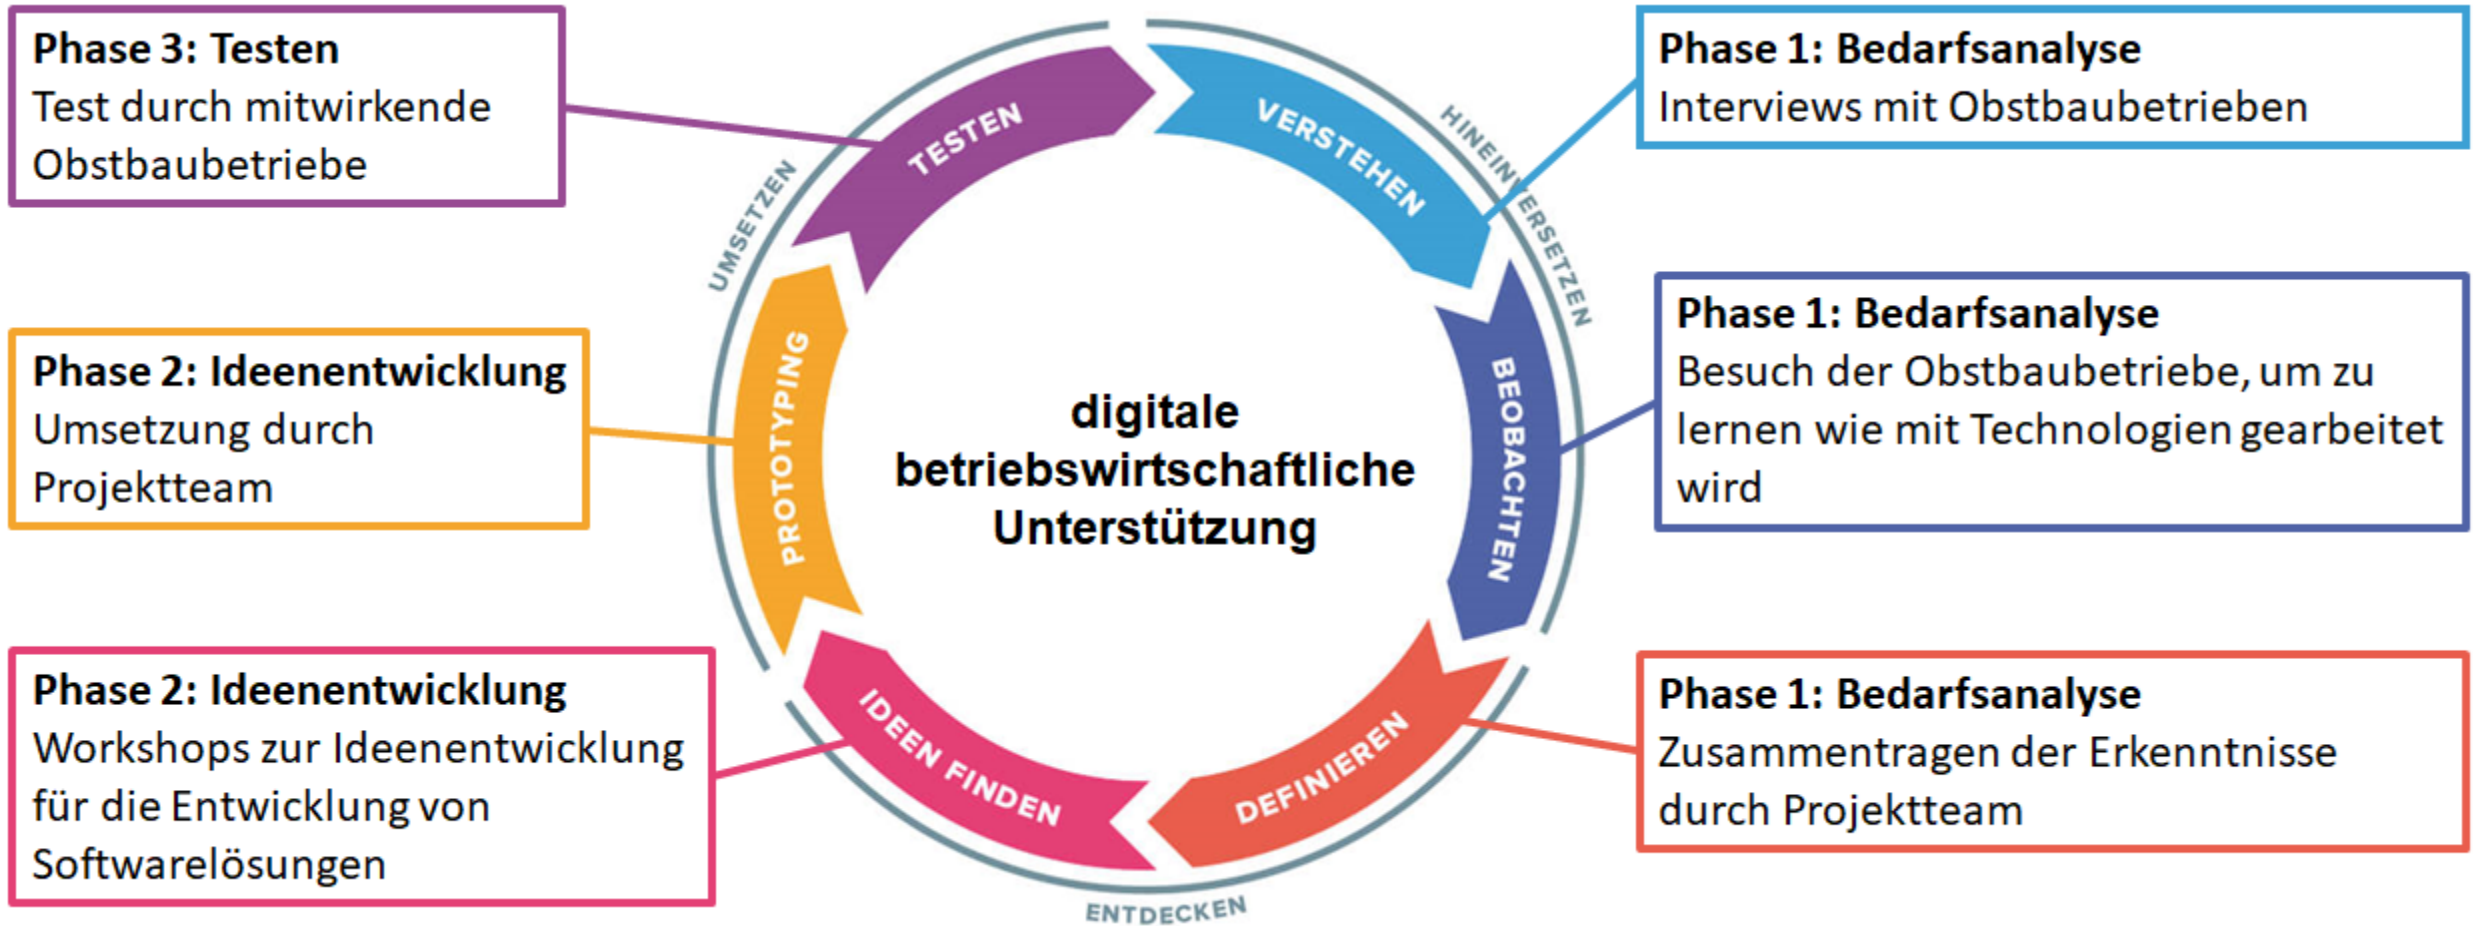 Phase 3: Testen
Test durch mitwirkende
Obstbaubetriebe
Phase 2: Ideenentwicklung
Umsetzung durch
Projektteam
Phase 2: Ideenentwicklung
Workshops zur Ideenentwicklung
für die Entwicklung von
Softwarelösungen
UMSETZEN
TESTEN
PROTOTYPING
IDEEN FINDEN
digitale
betriebswirtschaftliche
Unterstützung
VERSTEHEN
HINEINVERSETZEN
BEOBACHTEN
DEFINIEREN
ENTDECKEN
Phase 1: Bedarfsanalyse
Interviews mit Obstbaubetrieben
Phase 1: Bedarfsanalyse
Besuch der Obstbaubetriebe, um zu
lernen wie mit Technologien gearbeitet
wird
Phase 1: Bedarfsanalyse
Zusammentragen der Erkenntnisse
durch Projektteam